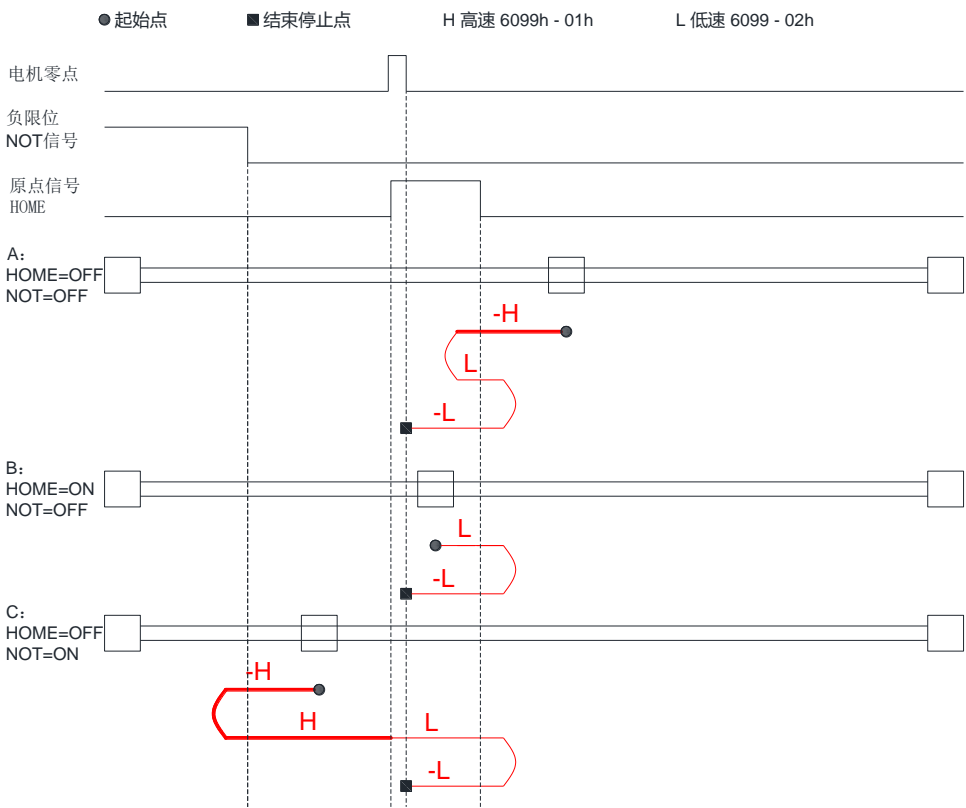 起始点
结束停止点
H 高速 6099h - 01h
L 低速 6099 - 02h
电机零点
负限位
NOT信号
原点信号
HOME
A:
HOME=OFF
NOT=OFF
-H
L
-L
B:
HOME=ON
NOT=OFF
L
-L
C:
HOME=OFF
NOT=ON
-H
H
L
-L